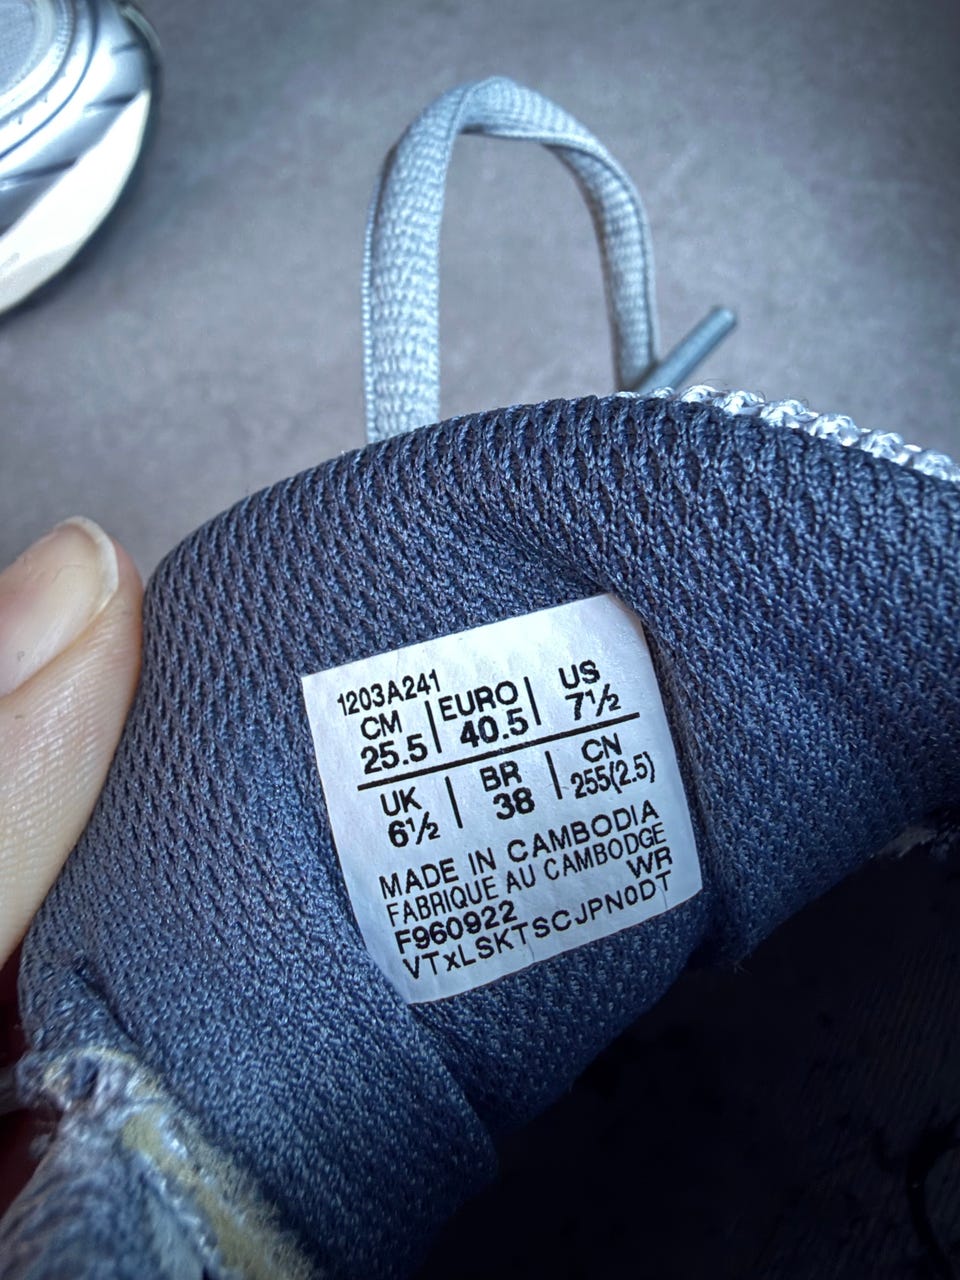 1203A241
CM | EURO | US
25.5 | 40.5 | 7½
UK | BR | CN
6½ | 38 | 255(2.5)
MADE IN CAMBODIA
FABRIQUE AU CAMBODGE
F960922 WR
VTxLSKTSCJPN0DT